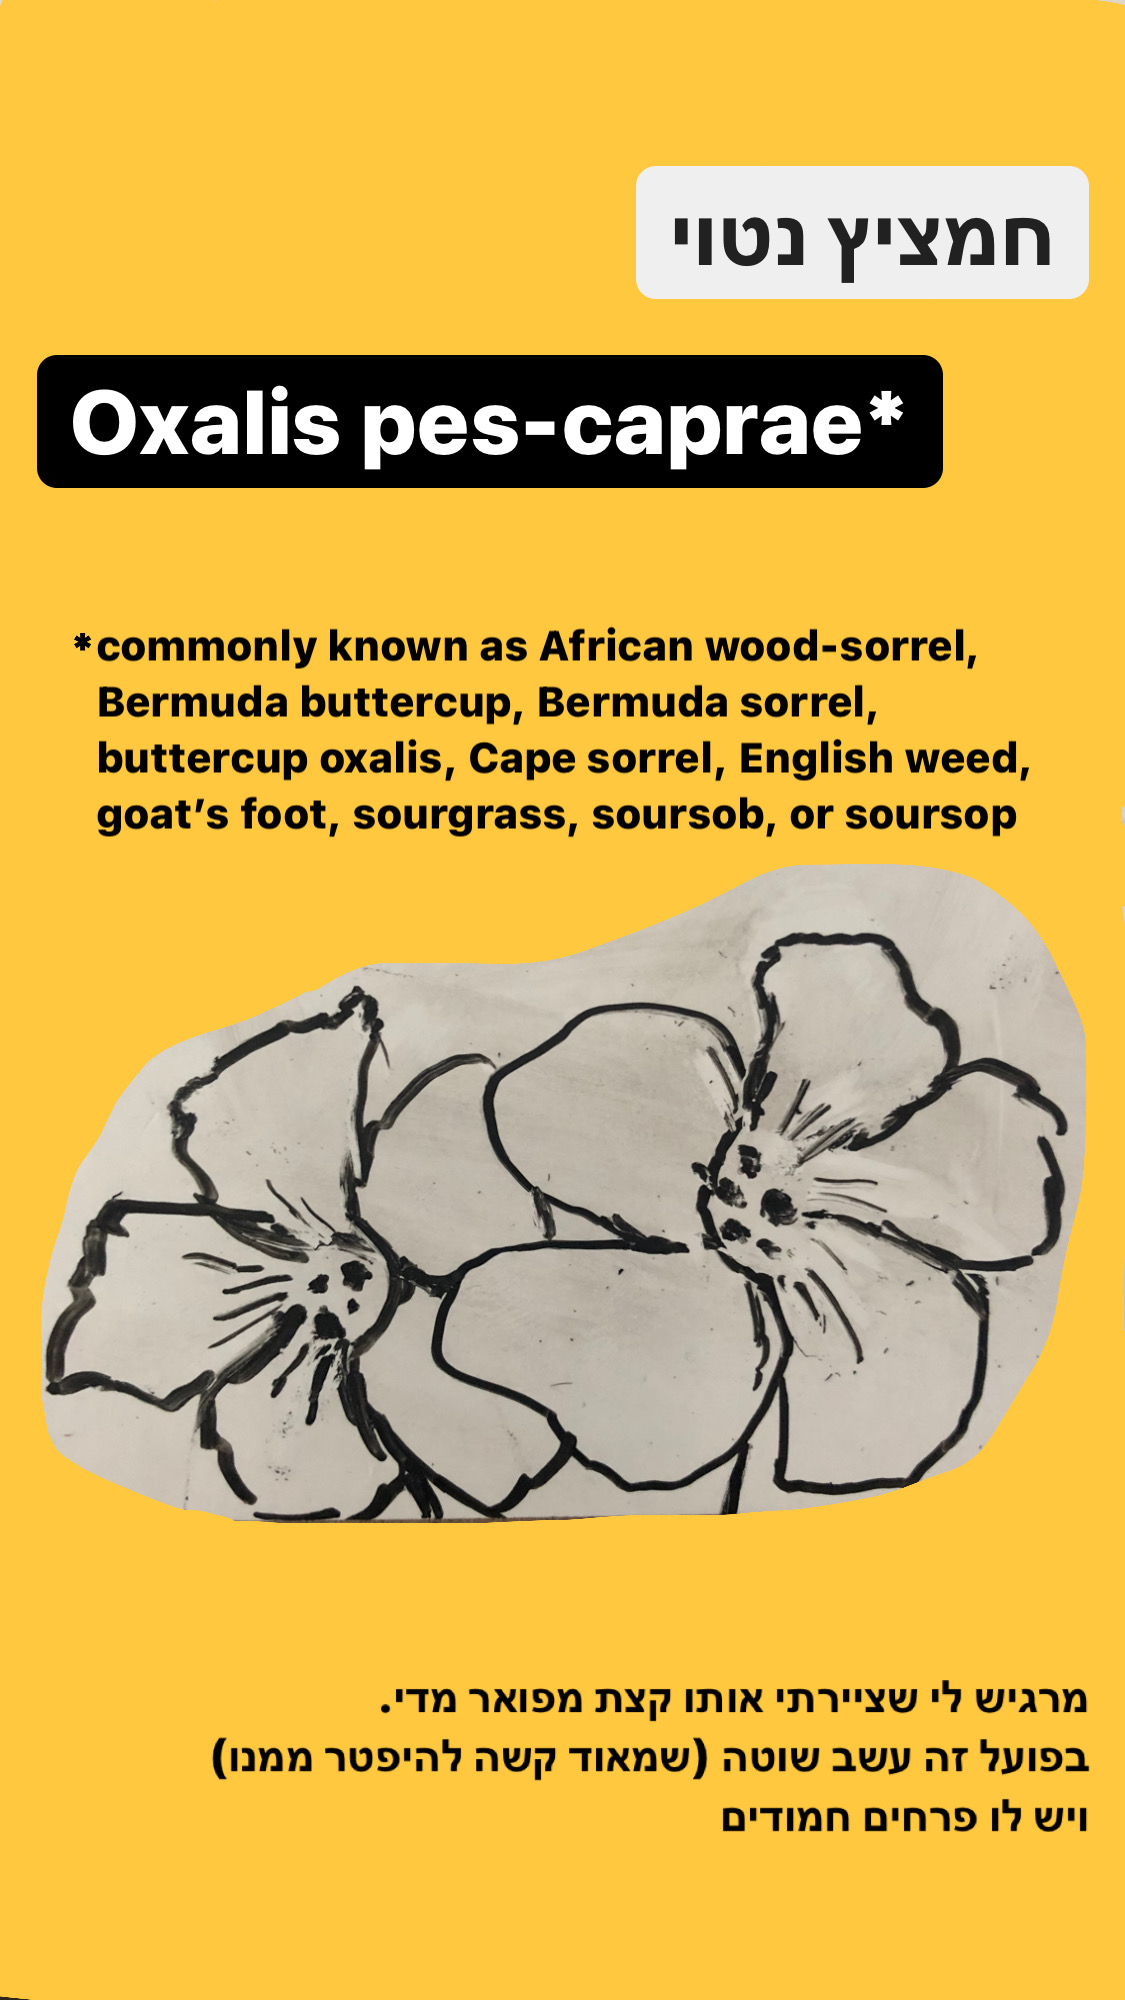 חמציץ נטוי
Oxalis pes-caprae*
*commonly known as African wood-sorrel,
Bermuda buttercup, Bermuda sorrel,
buttercup oxalis, Cape sorrel, English weed,
goat’s foot, sourgrass, soursob, or soursop
מרגיש לי שציירתי אותו קצת מפואר מדי.
בפועל זה עשב שוטה (שמאוד קשה להיפטר ממנו)
ויש לו פרחים חמודים